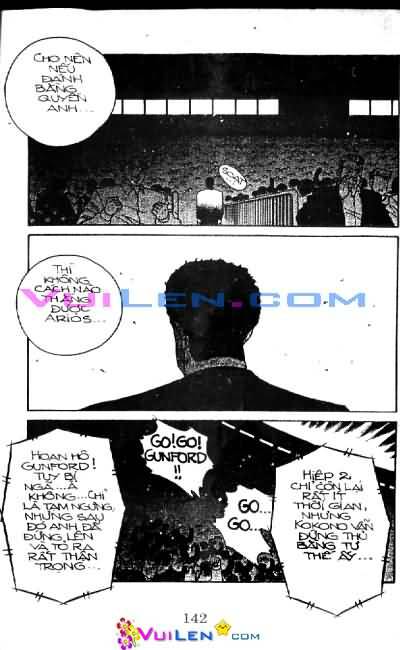 CHO NÊN
NẾU
ĐÁNH
BẰNG
QUYỀN
ANH...
GOAT
THÌ
KHÔNG
CÁCH NÀO
THẮNG
ĐƯỢC
ARIOS...
VuiLen.com
GO! GO!
GUNFORD
!!
HOAN HÔ
GUNFORD!
TUY BỊ
NGÃ... À
KHÔNG... CHỈ
LÀ TẠM NGƯNG,
NHƯNG SAU
ĐÓ ANH ĐÃ
ĐỨNG LÊN
VÀ TỎ RA
RẤT THẬN
TRỌNG...
GO...
GO...
HIỆP 2
CHỈ CÒN LẠI
RẤT ÍT
THỜI GIAN,
NHƯNG
KOKONO VẪN
ĐỨNG THỦ
BẰNG TƯ
THẾ ẤY...
142
VuiLen
.com